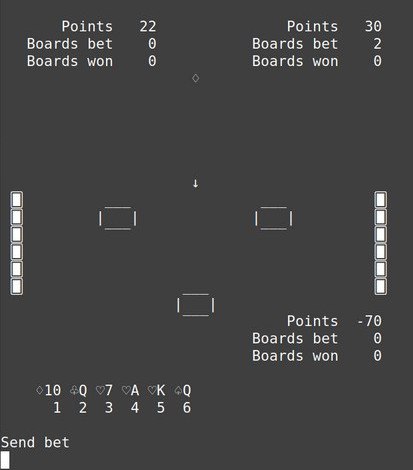 Points 22
Boards bet 0
Boards won 0
Points 30
Boards bet 2
Boards won 0
♢
↓
Points -70
Boards bet 0
Boards won 0
♢10 ♧Q ♡7 ♡A ♡K ♤Q
1 2 3 4 5 6
Send bet